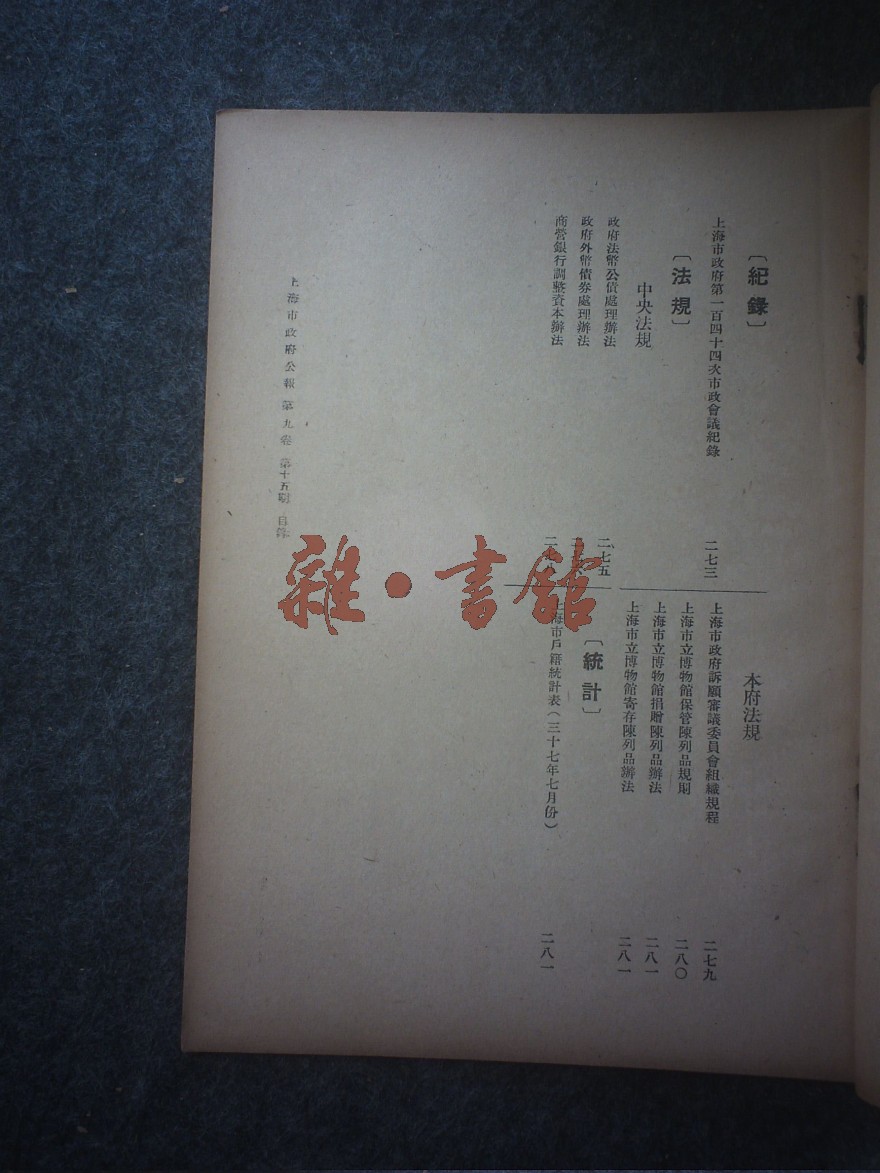 〔紀錄〕
上海市政府第一百四十四次市政會議紀錄
二七三
〔法規〕
中央法規
政府法幣公債處理辦法
二七五
政府外幣債券處理辦法
商營銀行調整資本辦法
本府法規
上海市政府訴願審議委員會組織規程
二七九
上海市立博物館保管陳列品規則
二八〇
上海市立博物館捐贈陳列品辦法
二八一
上海市立博物館寄存陳列品辦法
二八一
〔統計〕
上海市戶籍統計表(三十七年七月份)
二八一
上海市政府公報 第九卷 第十五期 目錄
雜·書館